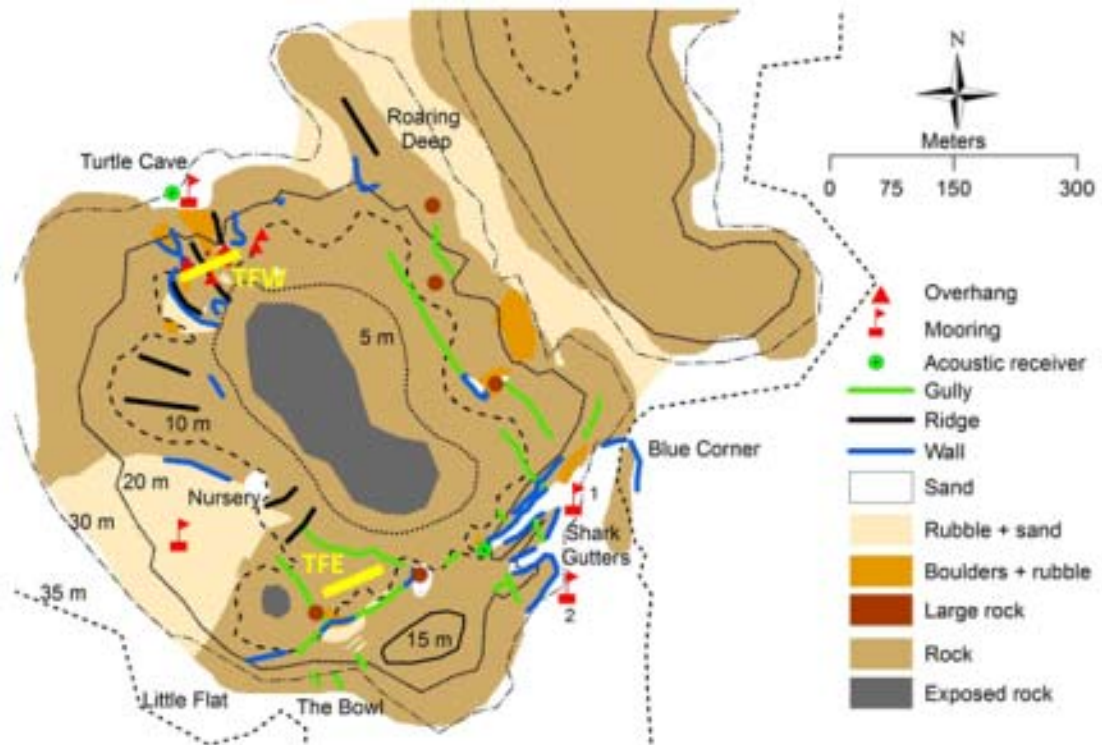 N
Meters
0 75 150 300
Roaring
Deep
Turtle Cave
TFW
5 m
10 m
20 m
Nursery
30 m
35 m
TFE
Blue Corner
1
Shark
Gutters
2
15 m
Little Flat
The Bowl
Overhang
Mooring
Acoustic receiver
Gully
Ridge
Wall
Sand
Rubble + sand
Boulders + rubble
Large rock
Rock
Exposed rock